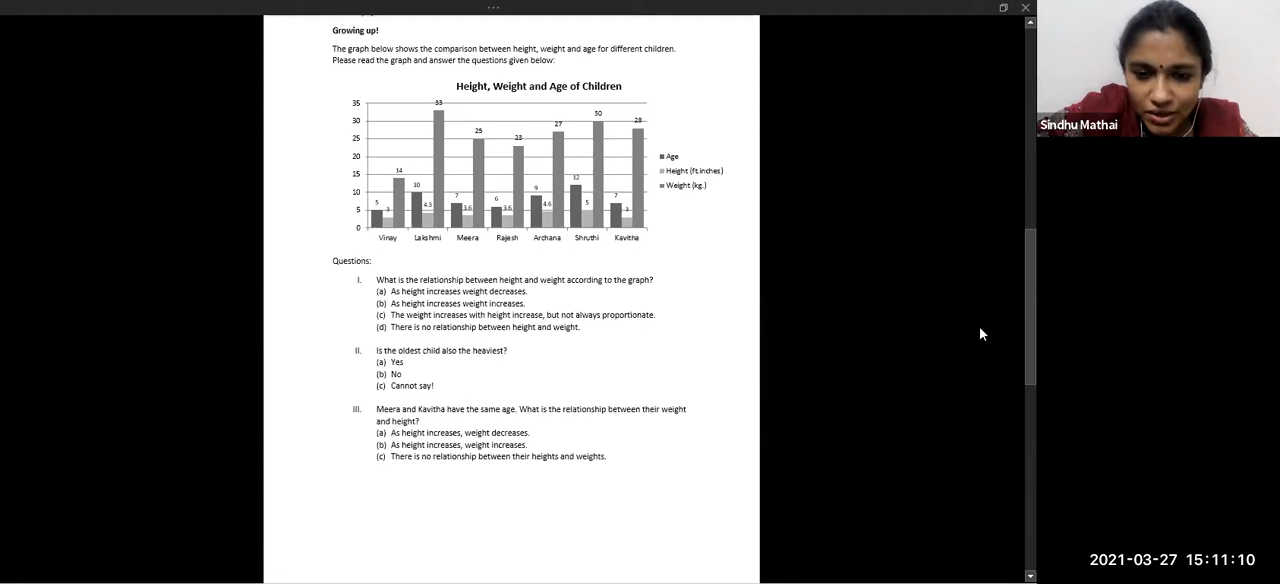 Growing up!
The graph below shows the comparison between height, weight and age for different children.
Please read the graph and answer the questions given below:
Height, Weight and Age of Children
35
30
25
20
15
10
5
0
5 3 14
10 4.3 33
7 3.6 25
6 3.6 23
9 4.6 27
12 5 30
7 3 28
Vinay Lakshmi Meera Rajesh Archana Shruthi Kavitha
Age
Height (ft.inches)
Weight (kg.)
Questions:
I. What is the relationship between height and weight according to the graph?
(a) As height increases weight decreases.
(b) As height increases weight increases.
(c) The weight increases with height increase, but not always proportionate.
(d) There is no relationship between height and weight.
II. Is the oldest child also the heaviest?
(a) Yes
(b) No
(c) Cannot say!
III. Meera and Kavitha have the same age. What is the relationship between their weight
and height?
(a) As height increases, weight decreases.
(b) As height increases, weight increases.
(c) There is no relationship between their heights and weights.
Sindhu Mathai
2021-03-27 15:11:10